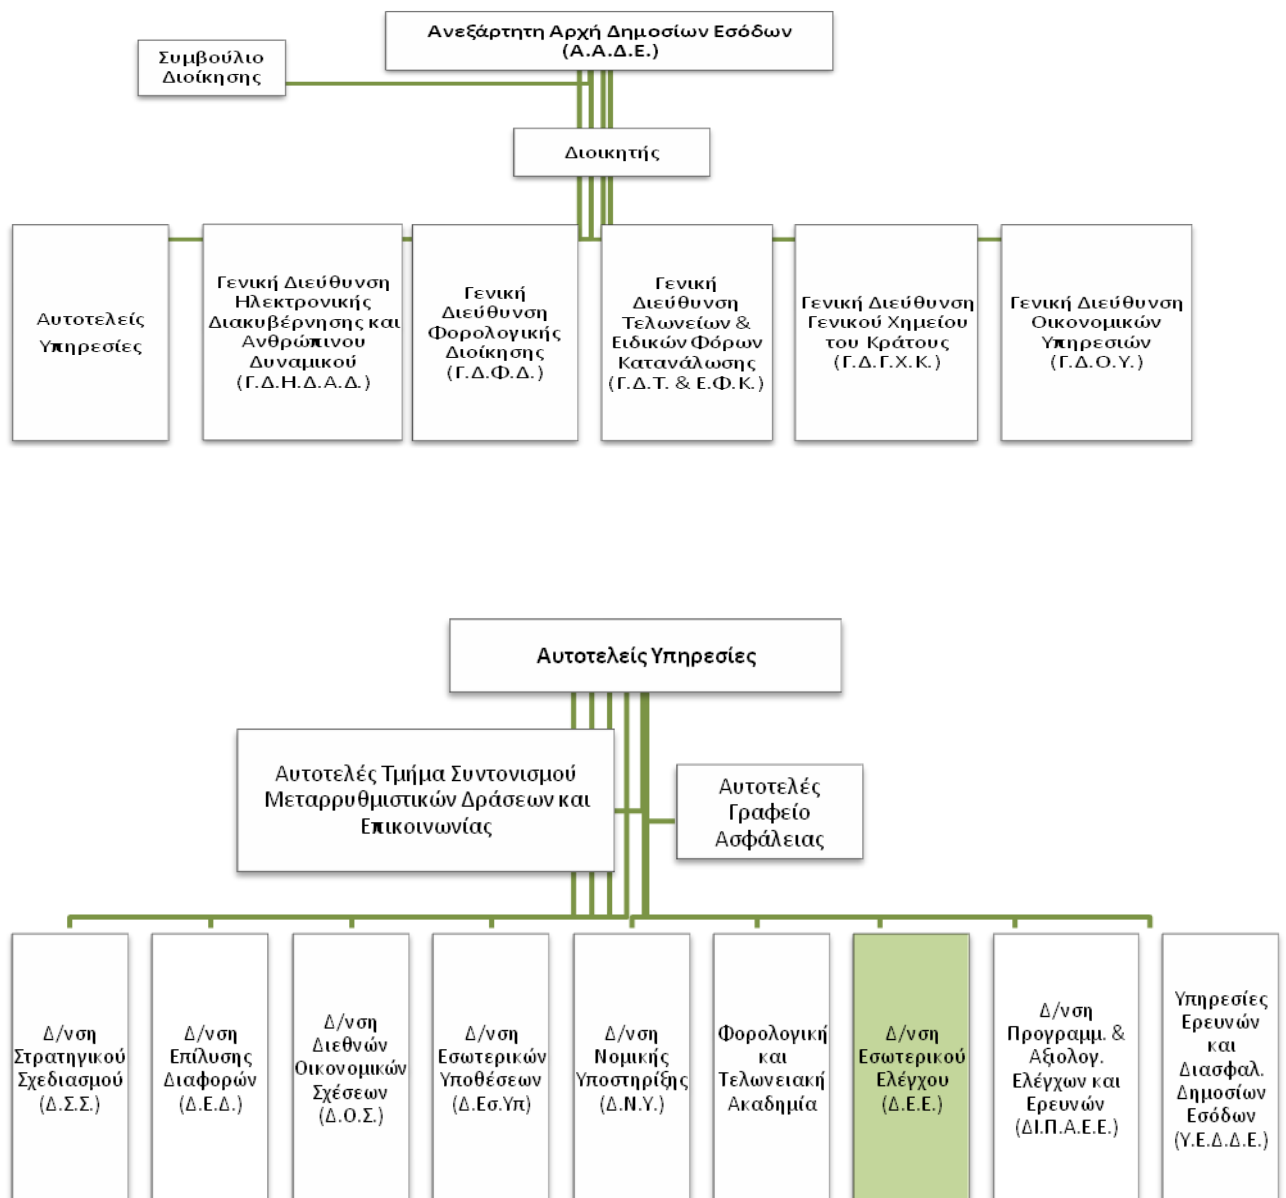 Ανεξάρτητη Αρχή Δημοσίων Εσόδων
(Α.Α.Δ.Ε.)
Συμβούλιο
Διοίκησης
Διοικητής
Αυτοτελείς
Υπηρεσίες
Γενική Διεύθυνση
Ηλεκτρονικής
Διακυβέρνησης και
Ανθρώπινου
Δυναμικού
(Γ.Δ.Η.Δ.Α.Δ.)
Γενική
Διεύθυνση
Φορολογικής
Διοίκησης
(Γ.Δ.Φ.Δ.)
Γενική
Διεύθυνση
Τελωνείων &
Ειδικών Φόρων
Κατανάλωσης
(Γ.Δ.Τ. & Ε.Φ.Κ.)
Γενική Διεύθυνση
Γενικού Χημείου
του Κράτους
(Γ.Δ.Γ.Χ.Κ.)
Γενική Διεύθυνση
Οικονομικών
Υπηρεσιών
(Γ.Δ.Ο.Υ.)
Αυτοτελείς Υπηρεσίες
Αυτοτελές Τμήμα Συντονισμού
Μεταρρυθμιστικών Δράσεων και
Επικοινωνίας
Αυτοτελές
Γραφείο
Ασφάλειας
Δ/νση
Στρατηγικού
Σχεδιασμού
(Δ.Σ.Σ.)
Δ/νση
Επίλυσης
Διαφορών
(Δ.Ε.Δ.)
Δ/νση
Διεθνών
Οικονομικών
Σχέσεων
(Δ.Ο.Σ.)
Δ/νση
Εσωτερικών
Υποθέσεων
(Δ.Εσ.Υπ)
Δ/νση
Νομικής
Υποστηρίξης
(Δ.Ν.Υ.)
Φορολογική
και
Τελωνειακή
Ακαδημία
Δ/νση
Εσωτερικού
Ελέγχου
(Δ.Ε.Ε.)
Δ/νση
Προγραμμ. &
Αξιολογ.
Ελέγχων και
Ερευνών
(ΔΙ.Π.Α.Ε.Ε.)
Υπηρεσίες
Ερευνών
και
Διασφαλ.
Δημοσίων
Εσόδων
(Υ.Ε.Δ.Δ.Ε.)